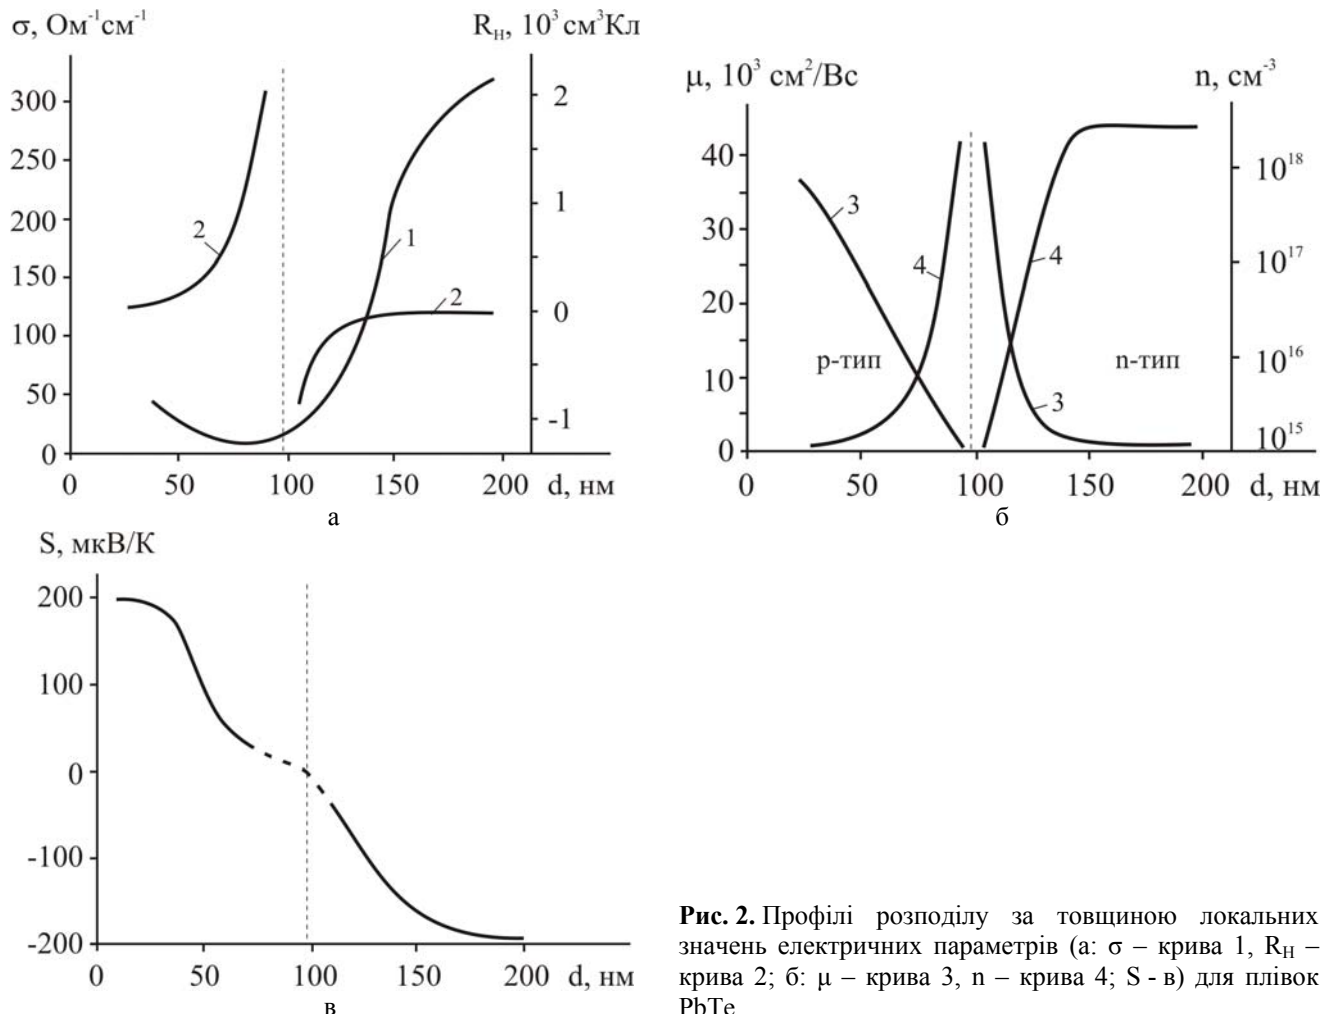 σ, Ом⁻¹см⁻¹
R_H, 10³ см³Кл
300
250
200
150
100
50
0
2
1
0
-1
2
1
2
0
50
100
150
200
d, нм
а
μ, 10³ см²/Вс
n, см⁻³
40
30
20
10
0
10¹⁸
10¹⁷
10¹⁶
10¹⁵
3
4
4
3
p-тип
n-тип
0
50
100
150
200
d, нм
б
S, мкВ/К
200
100
0
-100
-200
0
50
100
150
200
d, нм
в
Рис. 2. Профілі розподілу за товщиною локальних
значень електричних параметрів (а: σ – крива 1, R_H –
крива 2; б: μ – крива 3, n – крива 4; S - в) для плівок
PbTe